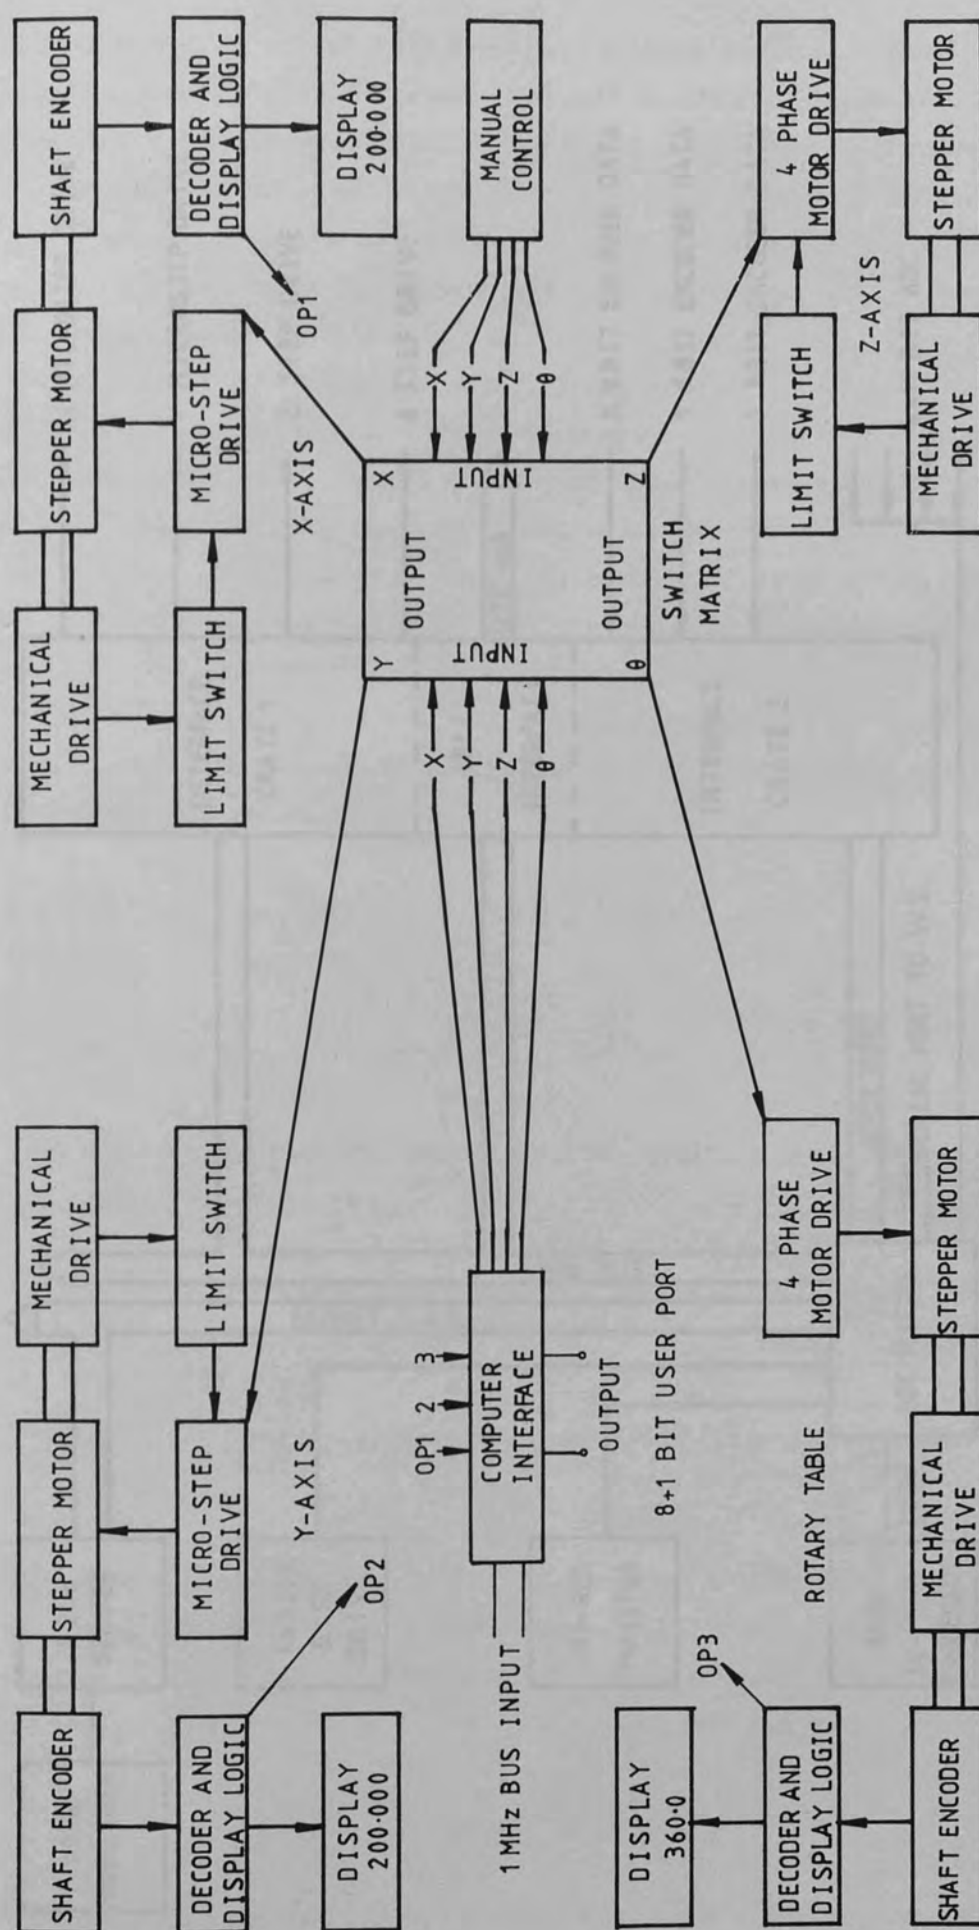 SHAFT ENCODER
STEPPER MOTOR
MECHANICAL
DRIVE
MECHANICAL
DRIVE
STEPPER MOTOR
SHAFT ENCODER
DECODER AND
DISPLAY LOGIC
MICRO-STEP
DRIVE
LIMIT SWITCH
LIMIT SWITCH
MICRO-STEP
DRIVE
DECODER AND
DISPLAY LOGIC
OP2
Y-AXIS
X-AXIS
OP1
DISPLAY
200·000
DISPLAY
200·000
OP1
2
3
Y
X
OUTPUT
1MHz BUS INPUT
COMPUTER
INTERFACE
X
Y
Z
θ
INPUT
INPUT
X
Y
Z
θ
MANUAL
CONTROL
OUTPUT
8+1 BIT USER PORT
OUTPUT
θ
Z
SWITCH
MATRIX
DISPLAY
360·0
OP3
DECODER AND
DISPLAY LOGIC
ROTARY TABLE
4 PHASE
MOTOR DRIVE
LIMIT SWITCH
4 PHASE
MOTOR DRIVE
Z-AXIS
SHAFT ENCODER
MECHANICAL
DRIVE
STEPPER MOTOR
MECHANICAL
DRIVE
STEPPER MOTOR